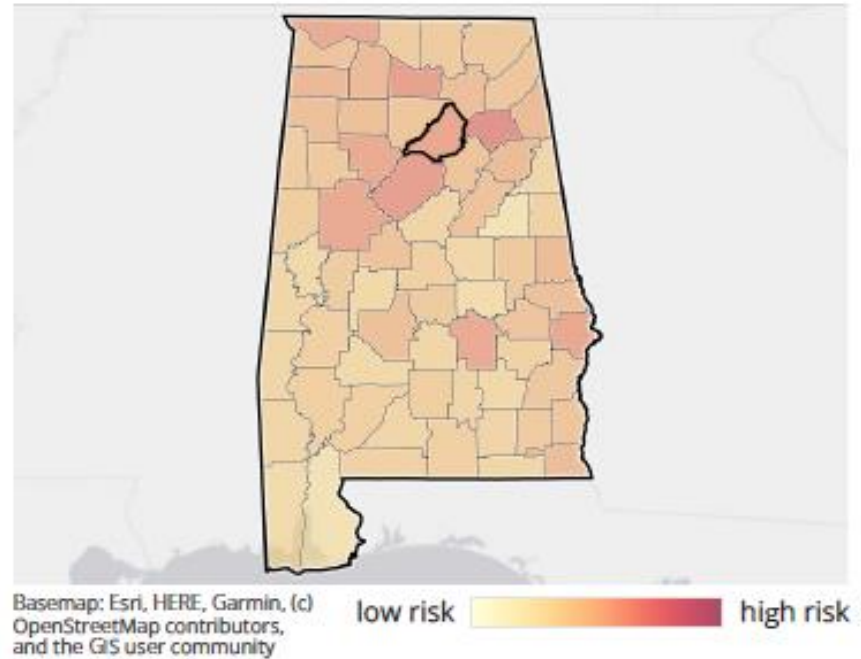 Basemap: Esri, HERE, Garmin, (c)
OpenStreetMap contributors,
and the GIS user community
low risk
high risk